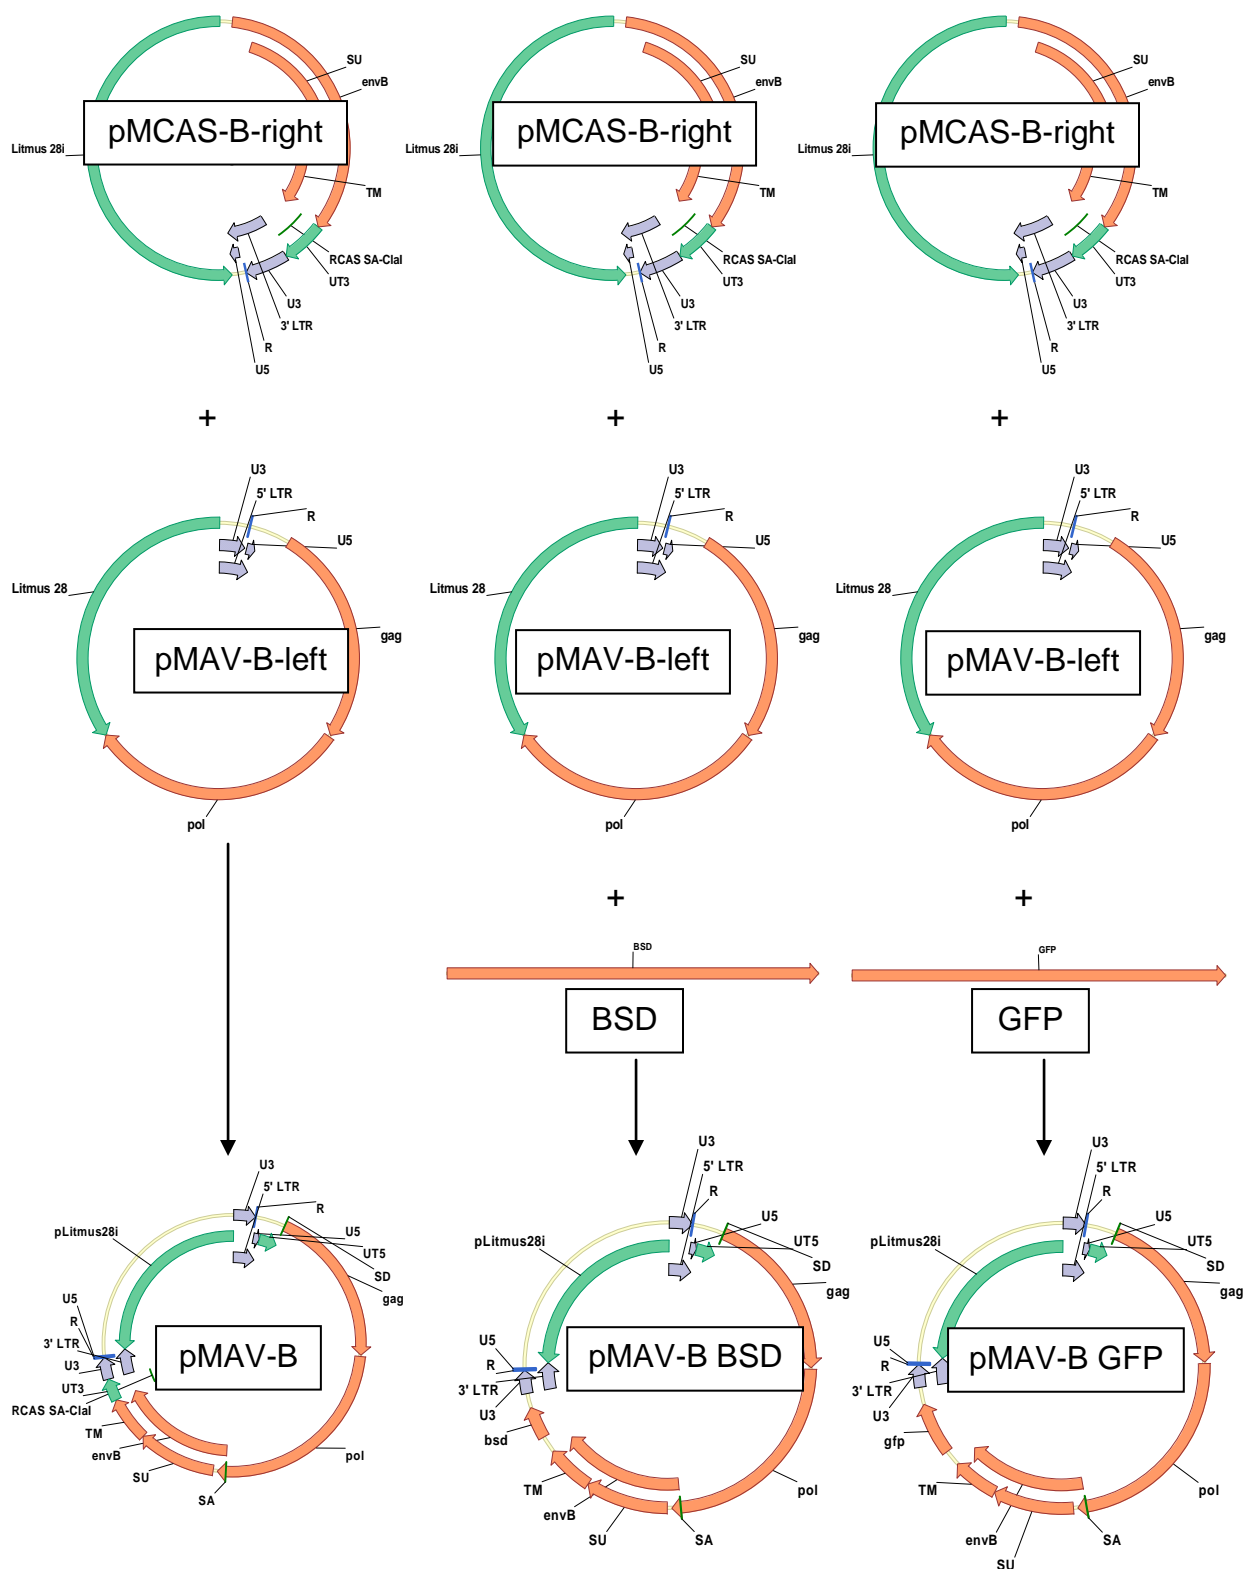 SU
envB
pMCAS-B-right
Litmus 28i
TM
RCAS SA-ClaI
UT3
U3
3' LTR
R
U5
SU
envB
pMCAS-B-right
Litmus 28i
TM
RCAS SA-ClaI
UT3
U3
3' LTR
R
U5
SU
envB
pMCAS-B-right
Litmus 28i
TM
RCAS SA-ClaI
UT3
U3
3' LTR
R
U5
+
+
+
U3
5' LTR
R
U5
Litmus 28
gag
pMAV-B-left
pol
U3
5' LTR
R
U5
Litmus 28
gag
pMAV-B-left
pol
U3
5' LTR
R
U5
Litmus 28
gag
pMAV-B-left
pol
+
+
BSD
BSD
GFP
GFP
U3
5' LTR
R
U5
UT5
SD
gag
pLitmus28i
U5
R
3' LTR
U3
UT3
RCAS SA-ClaI
pMAV-B
TM
envB
SU
SA
pol
U3
5' LTR
R
U5
UT5
SD
gag
pLitmus28i
U5
R
3' LTR
U3
bsd
pMAV-B BSD
TM
envB
SU
SA
pol
U3
5' LTR
R
U5
UT5
SD
gag
pLitmus28i
U5
R
3' LTR
U3
gfp
pMAV-B GFP
TM
envB
SU
SA
pol